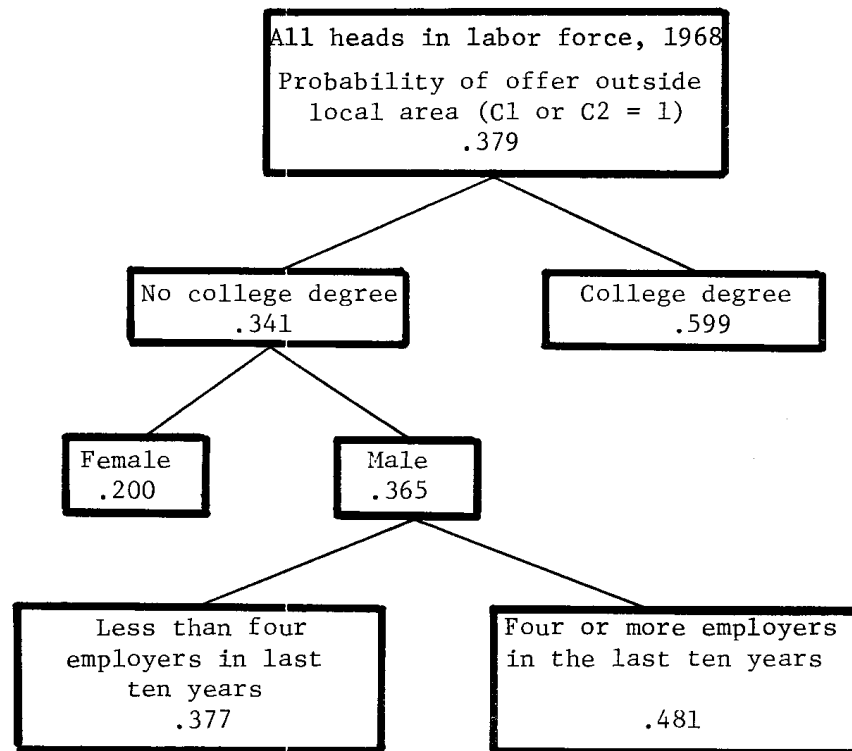 All heads in labor force, 1968
Probability of offer outside
local area (C1 or C2 = 1)
.379
No college degree
.341
College degree
.599
Female
.200
Male
.365
Less than four
employers in last
ten years
.377
Four or more employers
in the last ten years
.481